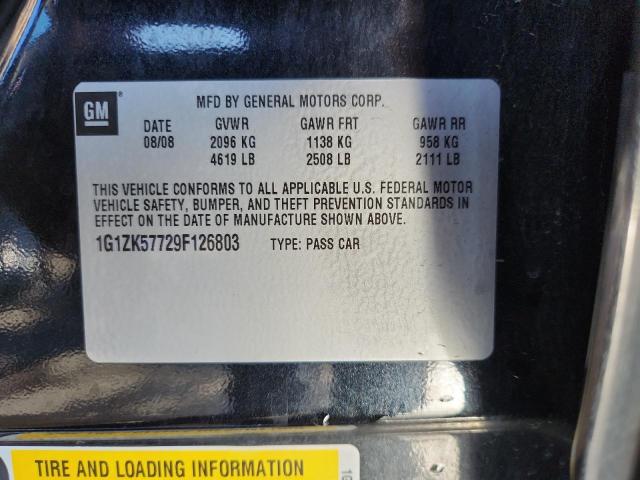 GM®
MFD BY GENERAL MOTORS CORP.
DATE GVWR GAWR FRT GAWR RR
08/08 2096 KG 1138 KG 958 KG
4619 LB 2508 LB 2111 LB
THIS VEHICLE CONFORMS TO ALL APPLICABLE U.S. FEDERAL MOTOR
VEHICLE SAFETY, BUMPER, AND THEFT PREVENTION STANDARDS IN
EFFECT ON THE DATE OF MANUFACTURE SHOWN ABOVE.
1G1ZK57729F126803 TYPE: PASS CAR
TIRE AND LOADING INFORMATION